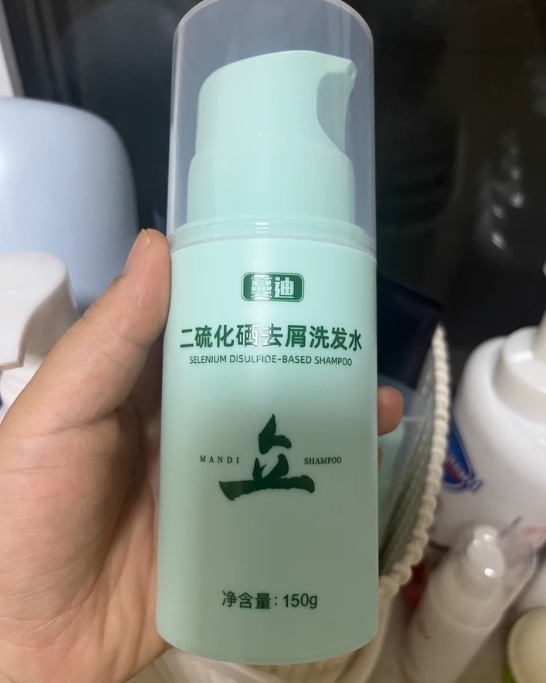 蔓迪
二硫化硒去屑洗发水
SELENIUM DISULFIDE-BASED SHAMPOO
MANDI SHAMPOO
净含量：150g